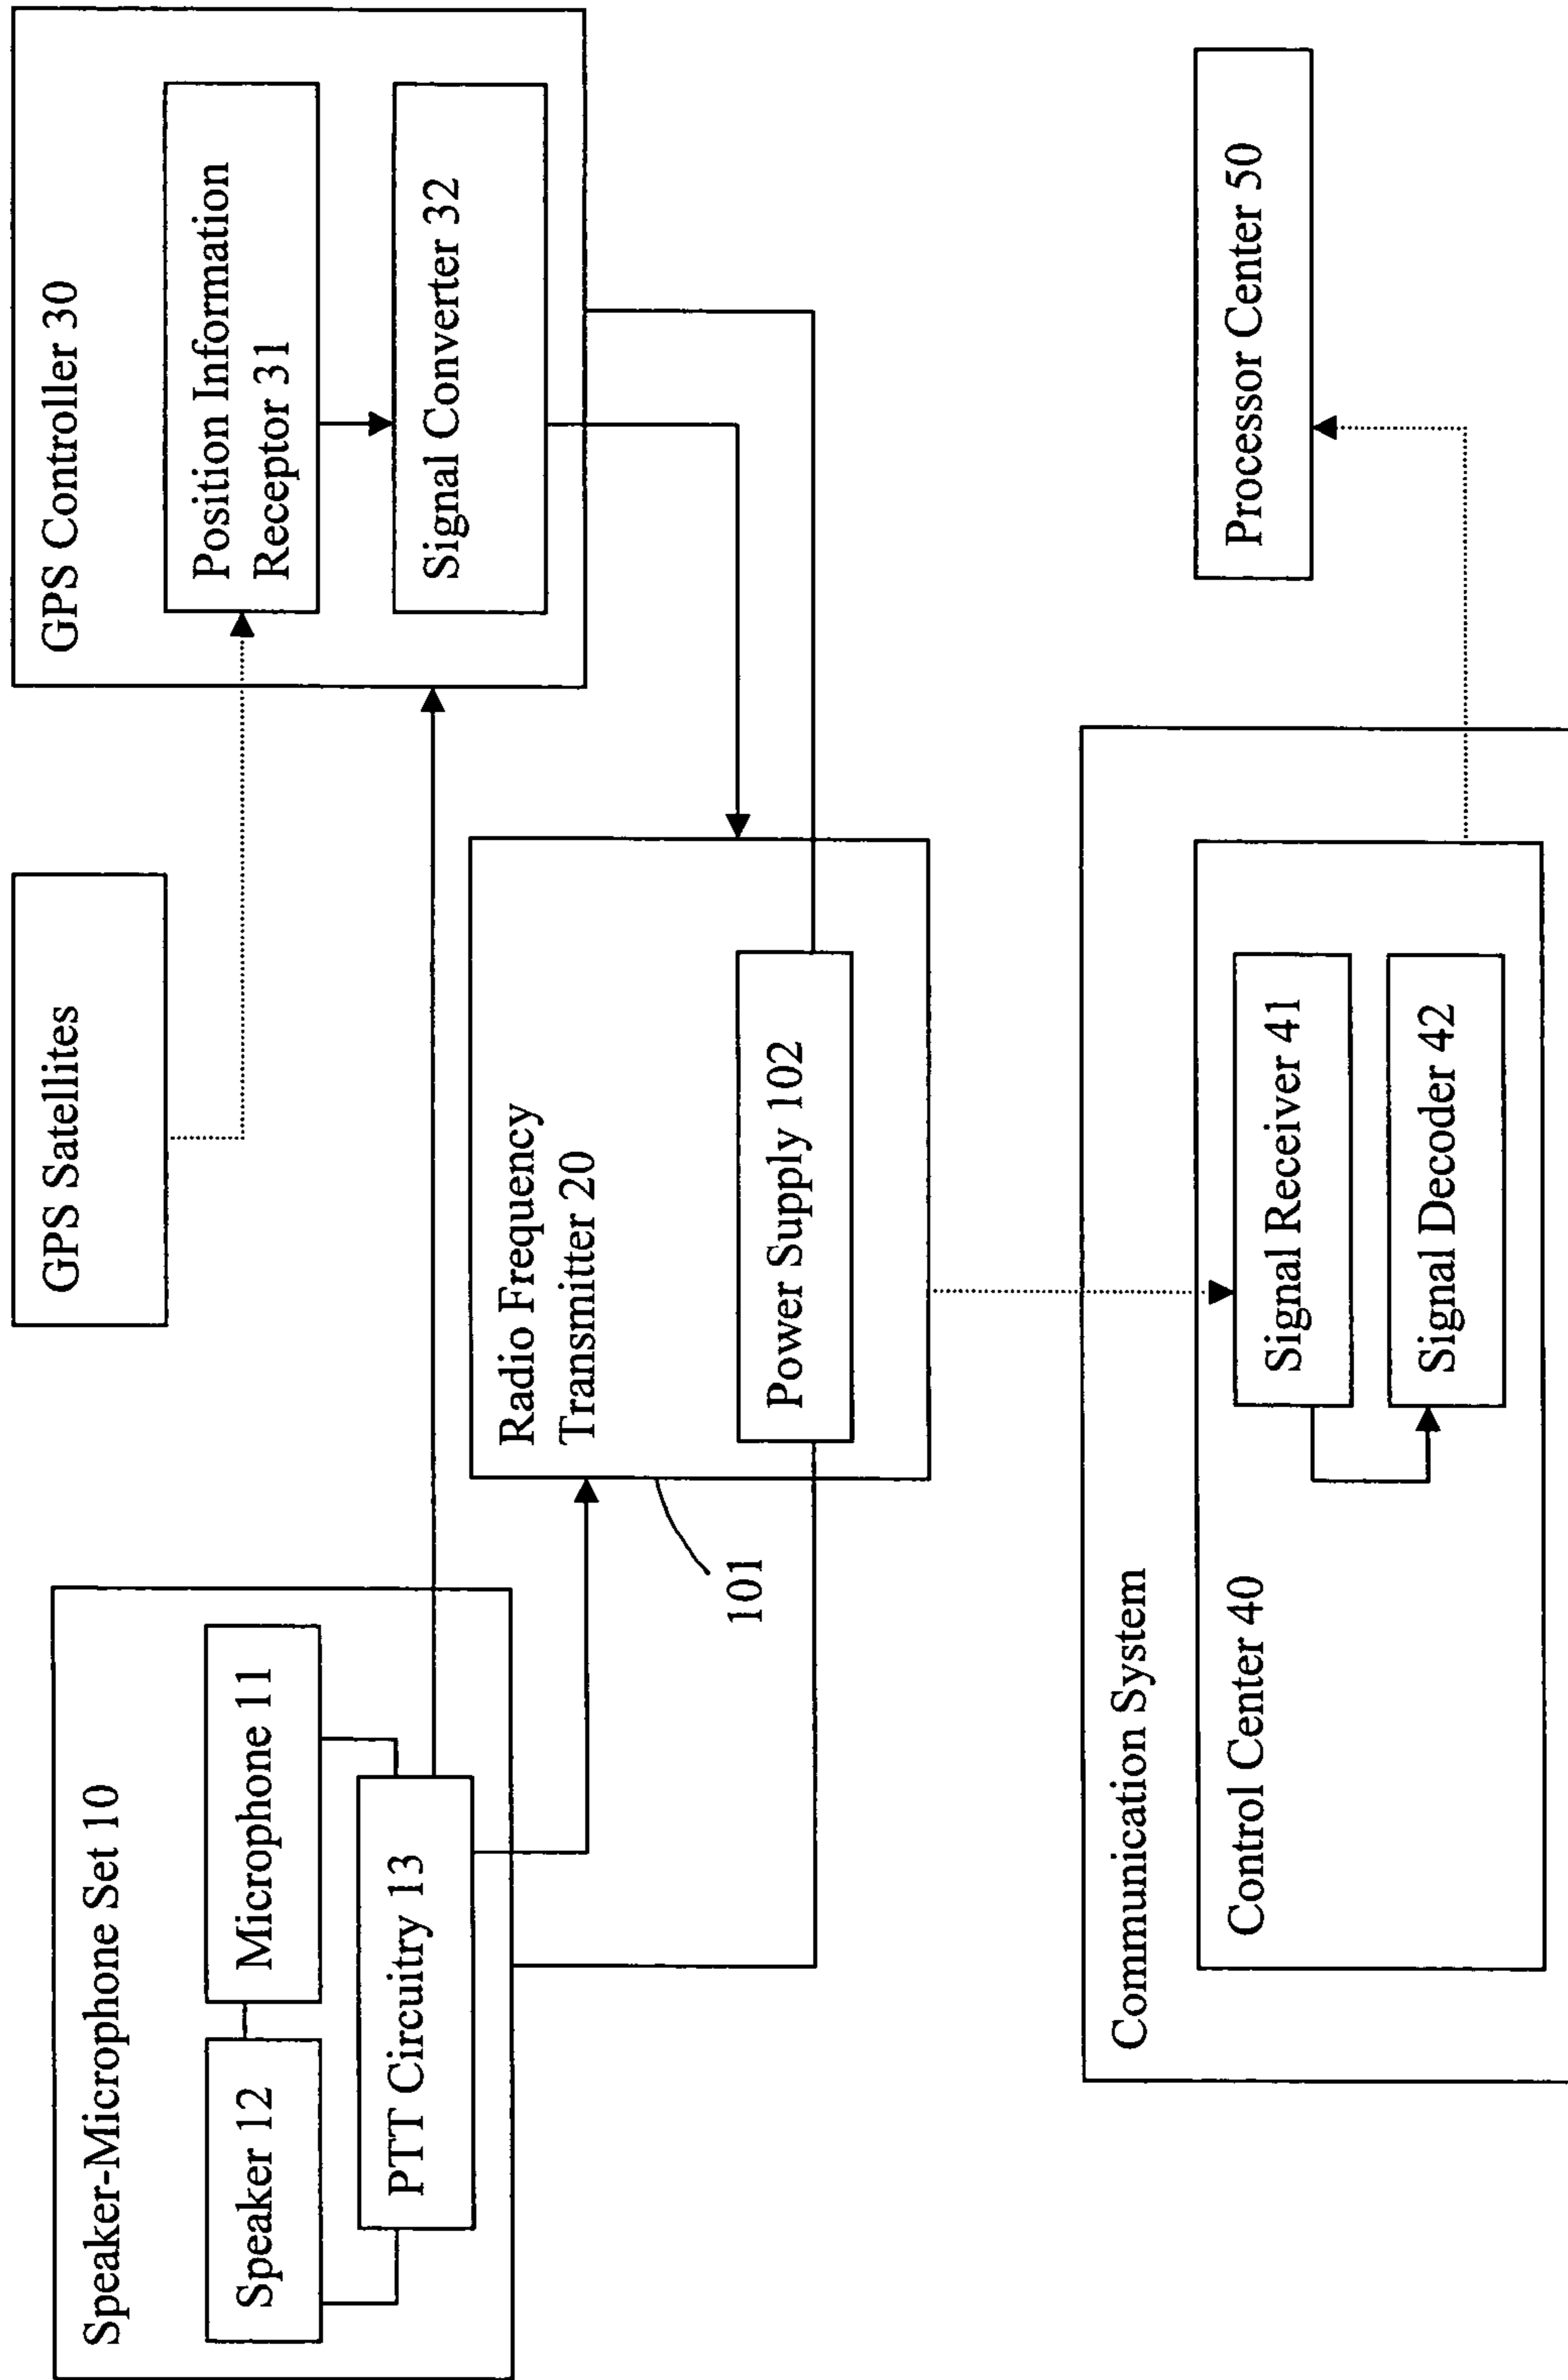 Speaker-Microphone Set 10
Speaker 12
Microphone 11
PTT Circuitry 13
GPS Satellites
GPS Controller 30
Position Information
Receptor 31
Signal Converter 32
Radio Frequency
Transmitter 20
Power Supply 102
101
Communication System
Control Center 40
Signal Receiver 41
Signal Decoder 42
Processor Center 50